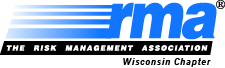 rma®
THE RISK MANAGEMENT ASSOCIATION
Wisconsin Chapter